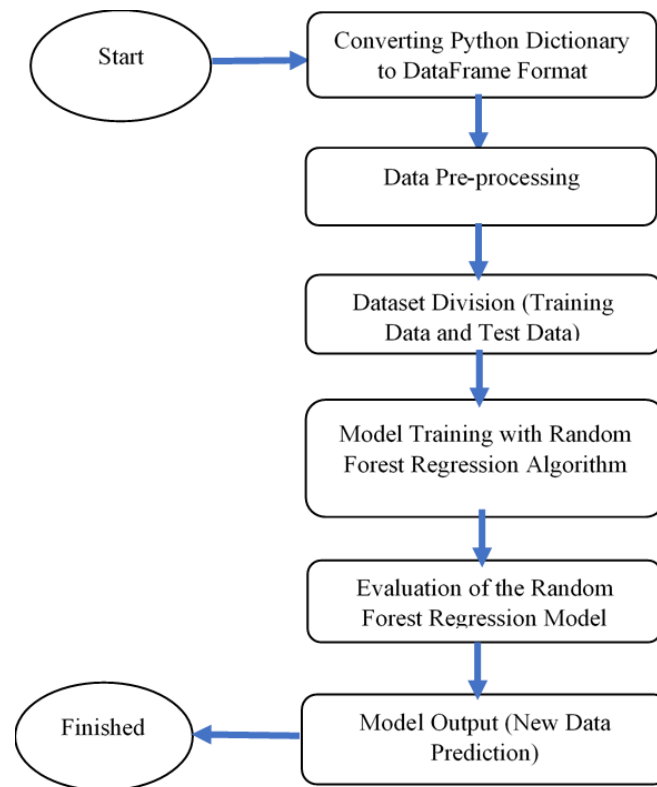 Start
Converting Python Dictionary
to DataFrame Format
Data Pre-processing
Dataset Division (Training
Data and Test Data)
Model Training with Random
Forest Regression Algorithm
Evaluation of the Random
Forest Regression Model
Model Output (New Data
Prediction)
Finished